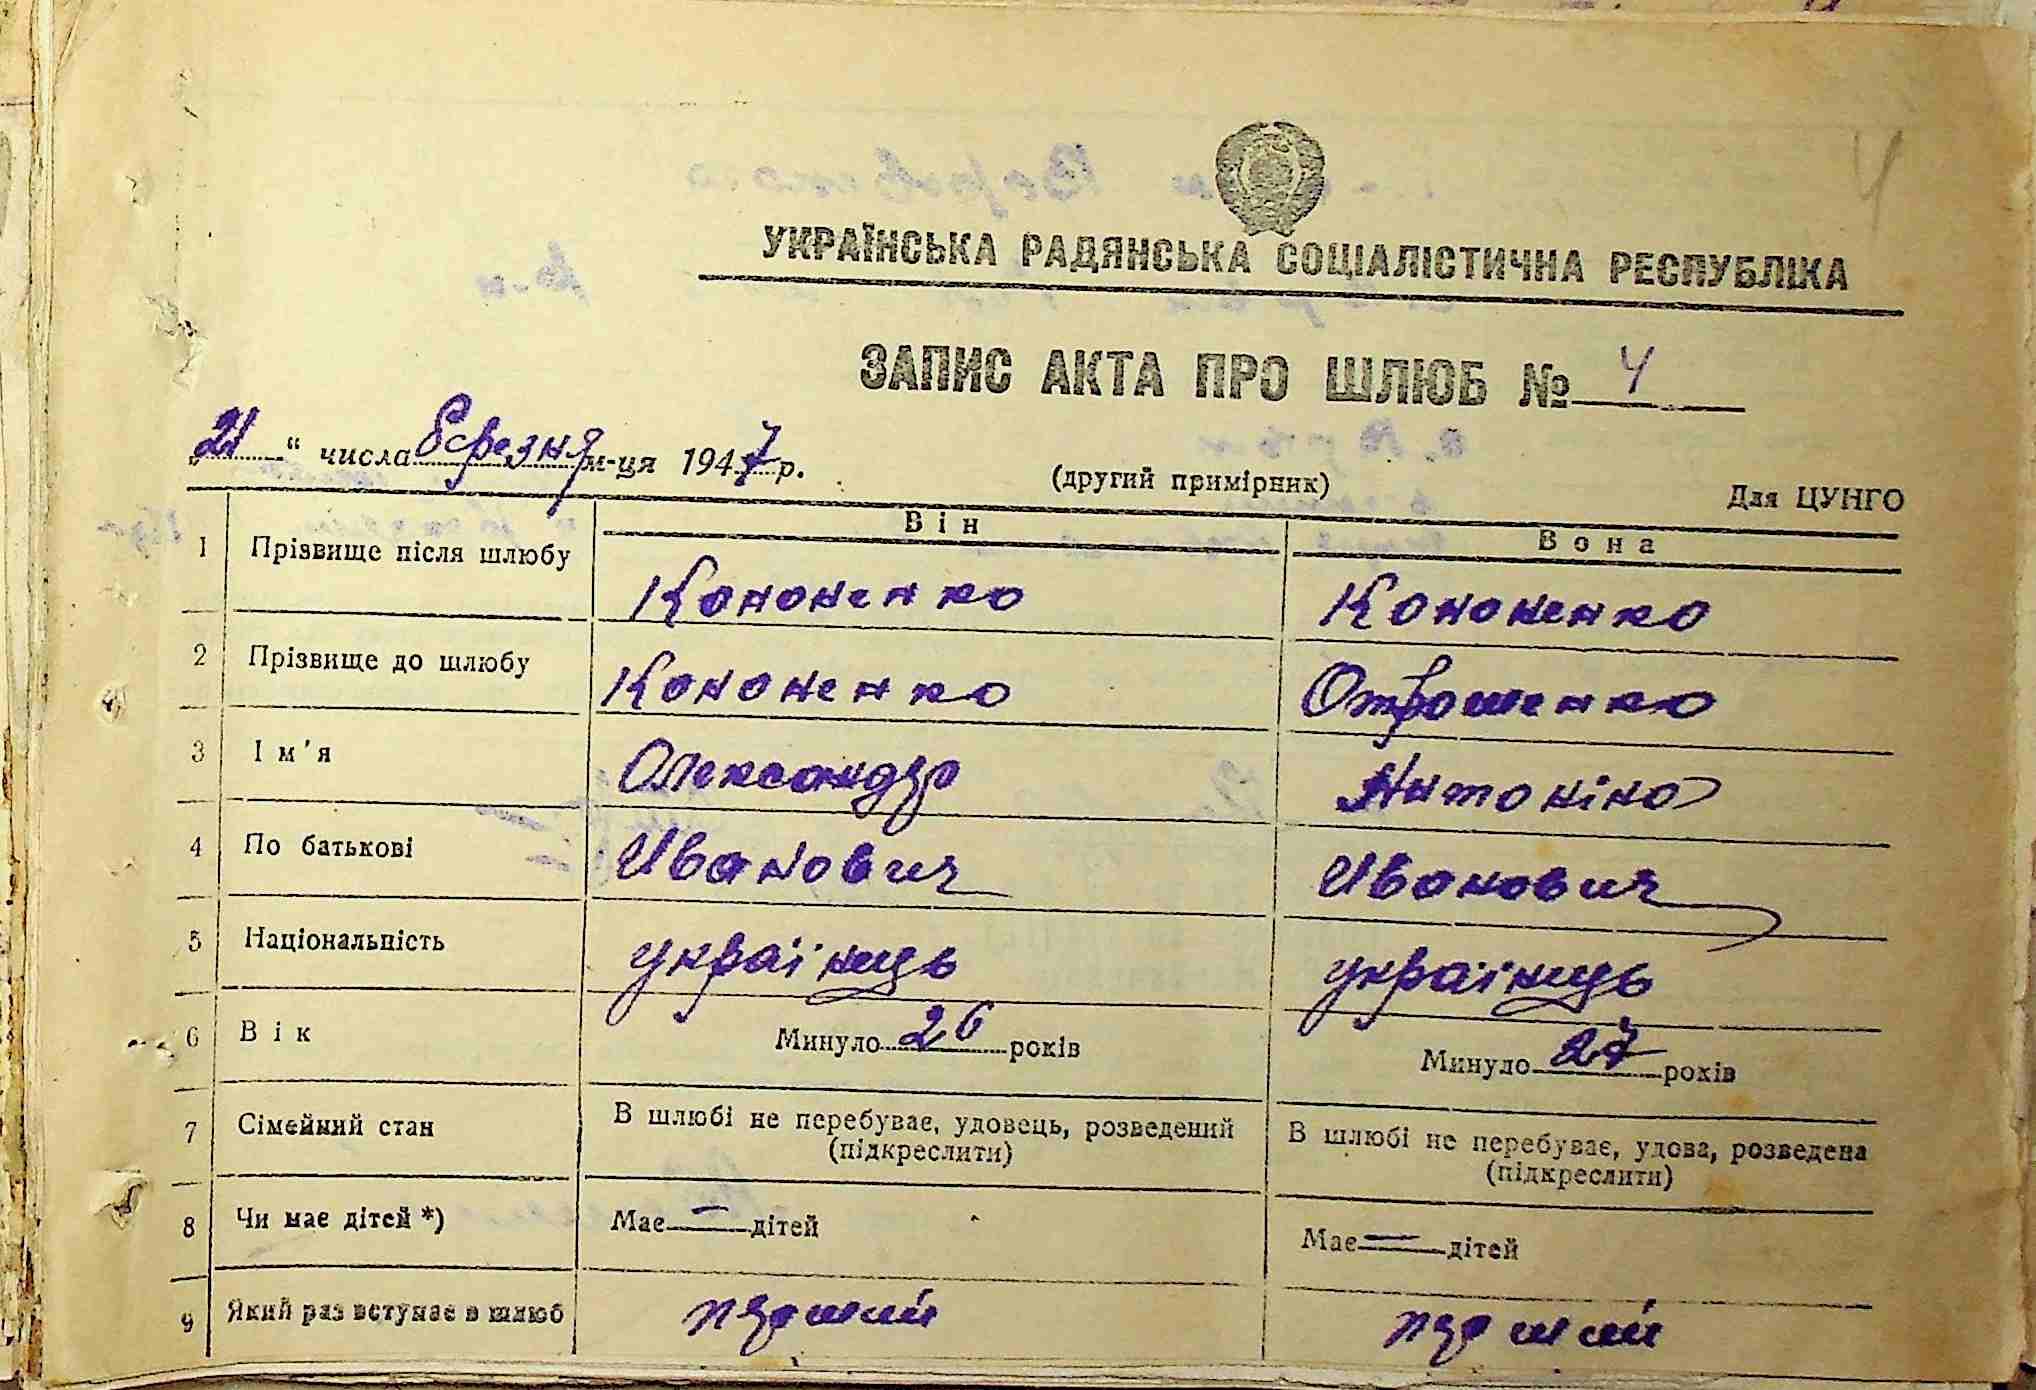 4
УКРАЇНСЬКА РАДЯНСЬКА СОЦІАЛІСТИЧНА РЕСПУБЛІКА
ЗАПИС АКТА ПРО ШЛЮБ № 4
„21“ числа березня м-ця 1947 р.
(другий примірник)
Для ЦУНГО
Він
Вона
1 Прізвище після шлюбу Кононенко Кононенко
2 Прізвище до шлюбу Кононенко Отрошенко
3 Ім'я Олександр Антоніна
4 По батькові Иванович Иванович
5 Національність українець українець
6 Вік Минуло 26 років Минуло 27 років
7 Сімейний стан В шлюбі не перебуває, удовець, розведений В шлюбі не перебуває, удова, розведена
(підкреслити) (підкреслити)
8 Чи має дітей *) Має — дітей Має — дітей
9 Який раз вступає в шлюб перший перший